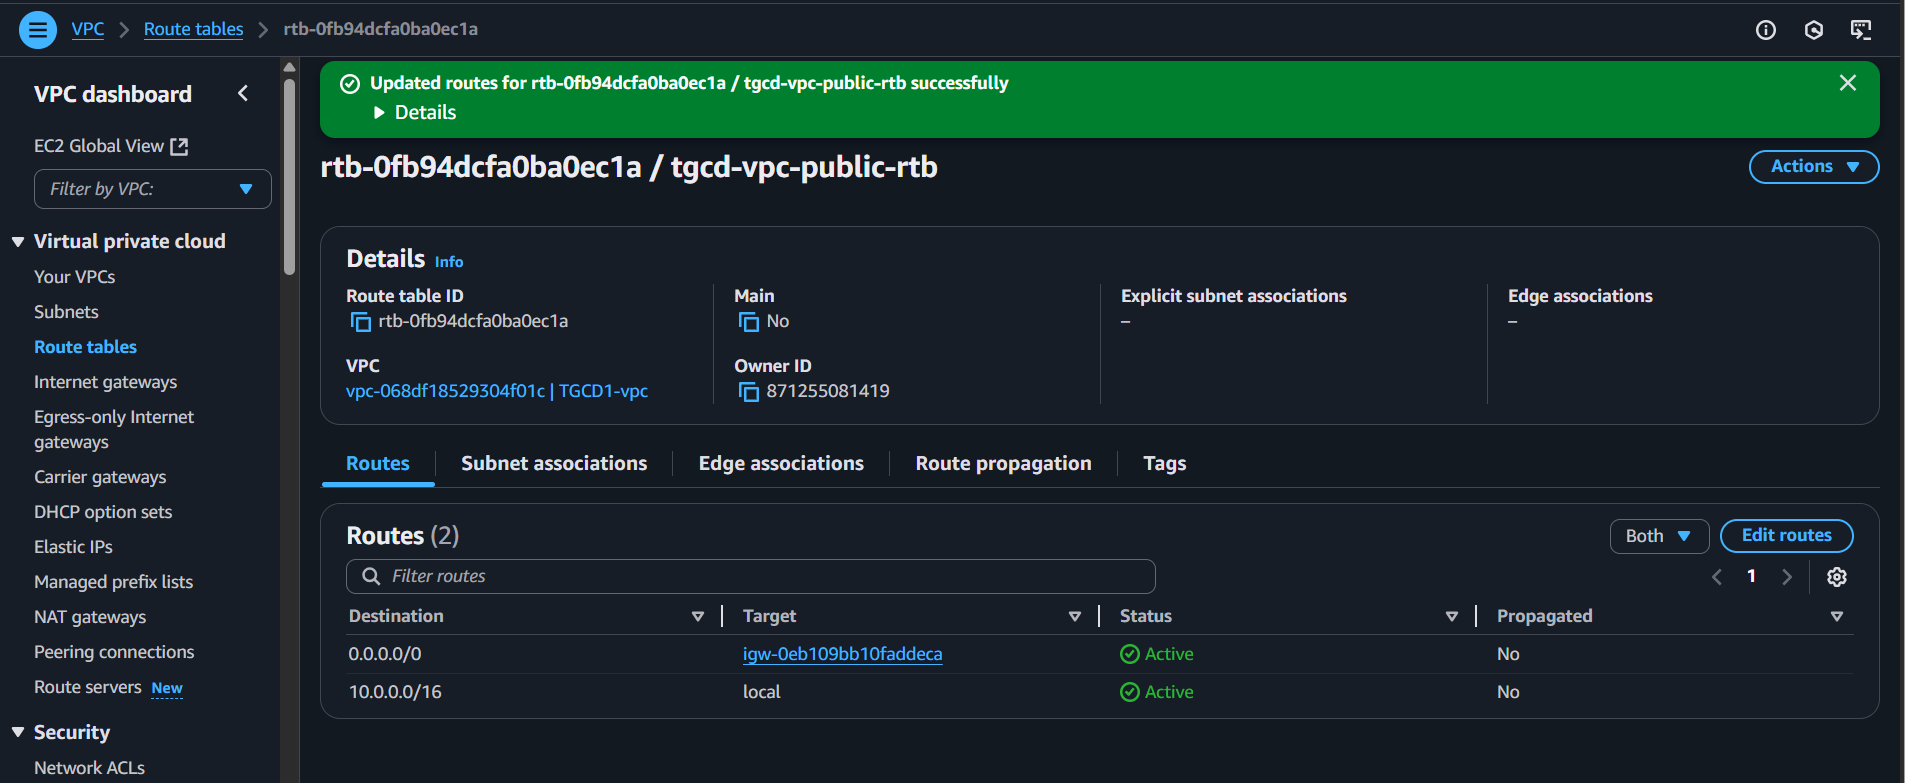 VPC > Route tables > rtb-0fb94dcfa0ba0ec1a
VPC dashboard
EC2 Global View
Filter by VPC:
Virtual private cloud
Your VPCs
Subnets
Route tables
Internet gateways
Egress-only Internet
gateways
Carrier gateways
DHCP option sets
Elastic IPs
Managed prefix lists
NAT gateways
Peering connections
Route servers New
Security
Network ACLs
Updated routes for rtb-0fb94dcfa0ba0ec1a / tgcd-vpc-public-rtb successfully
Details
rtb-0fb94dcfa0ba0ec1a / tgcd-vpc-public-rtb
Actions
Details Info
Route table ID
rtb-0fb94dcfa0ba0ec1a
Main
No
Explicit subnet associations
–
Edge associations
–
VPC
vpc-068df18529304f01c | TGCD1-vpc
Owner ID
871255081419
Routes Subnet associations Edge associations Route propagation Tags
Routes (2)
Both Edit routes
Filter routes
1
Destination Target Status Propagated
0.0.0.0/0 igw-0eb109bb10faddeca Active No
10.0.0.0/16 local Active No